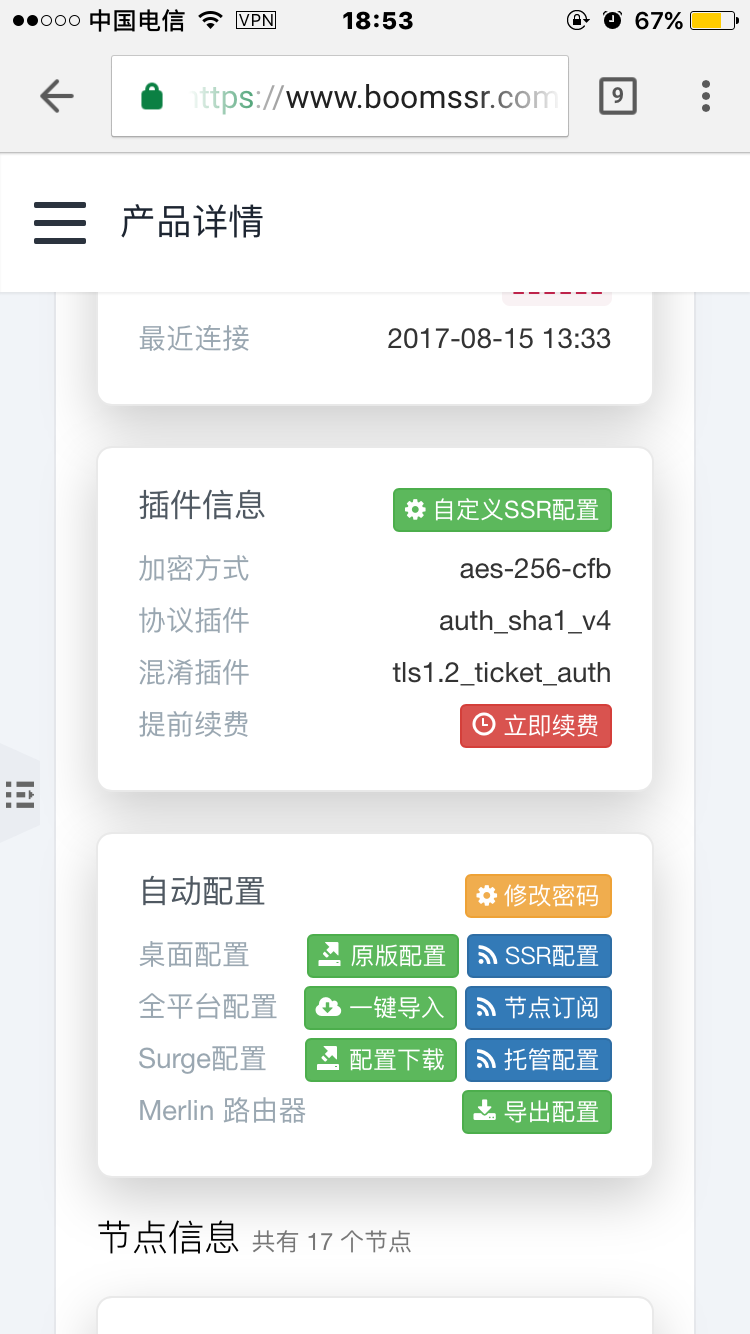 中国电信 VPN 18:53 67%
https://www.boomssr.com 9
产品详情
最近连接 2017-08-15 13:33
插件信息 自定义SSR配置
加密方式 aes-256-cfb
协议插件 auth_sha1_v4
混淆插件 tls1.2_ticket_auth
提前续费 立即续费
自动配置 修改密码
桌面配置 原版配置 SSR配置
全平台配置 一键导入 节点订阅
Surge配置 配置下载 托管配置
Merlin 路由器 导出配置
节点信息 共有 17 个节点